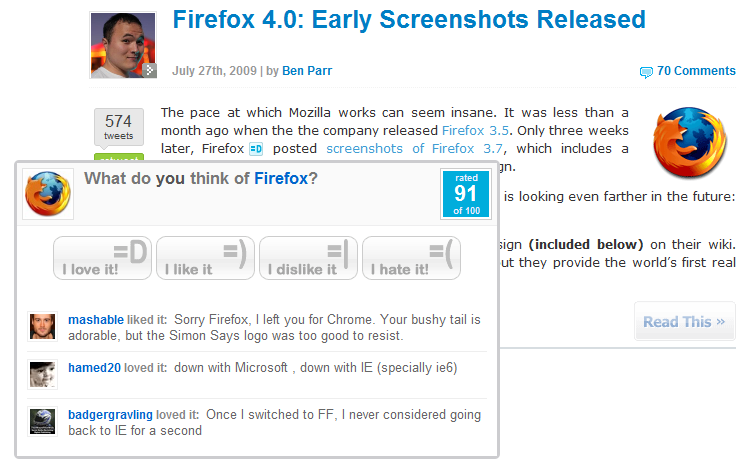 Firefox 4.0: Early Screenshots Released
July 27th, 2009 | by Ben Parr
70 Comments
574
tweets
The pace at which Mozilla works can seem insane. It was less than a
month ago when the the company released Firefox 3.5. Only three weeks
later, Firefox =D posted screenshots of Firefox 3.7, which includes a
is looking even farther in the future:
(included below) on their wiki.
but they provide the world's first real
Read This »
What do you think of Firefox?
rated
91
of 100
=D
I love it!
=)
I like it
=|
I dislike it
=(
I hate it!
mashable liked it: Sorry Firefox, I left you for Chrome. Your bushy tail is
adorable, but the Simon Says logo was too good to resist.
hamed20 loved it: down with Microsoft , down with IE (specially ie6)
badgergravling loved it: Once I switched to FF, I never considered going
back to IE for a second